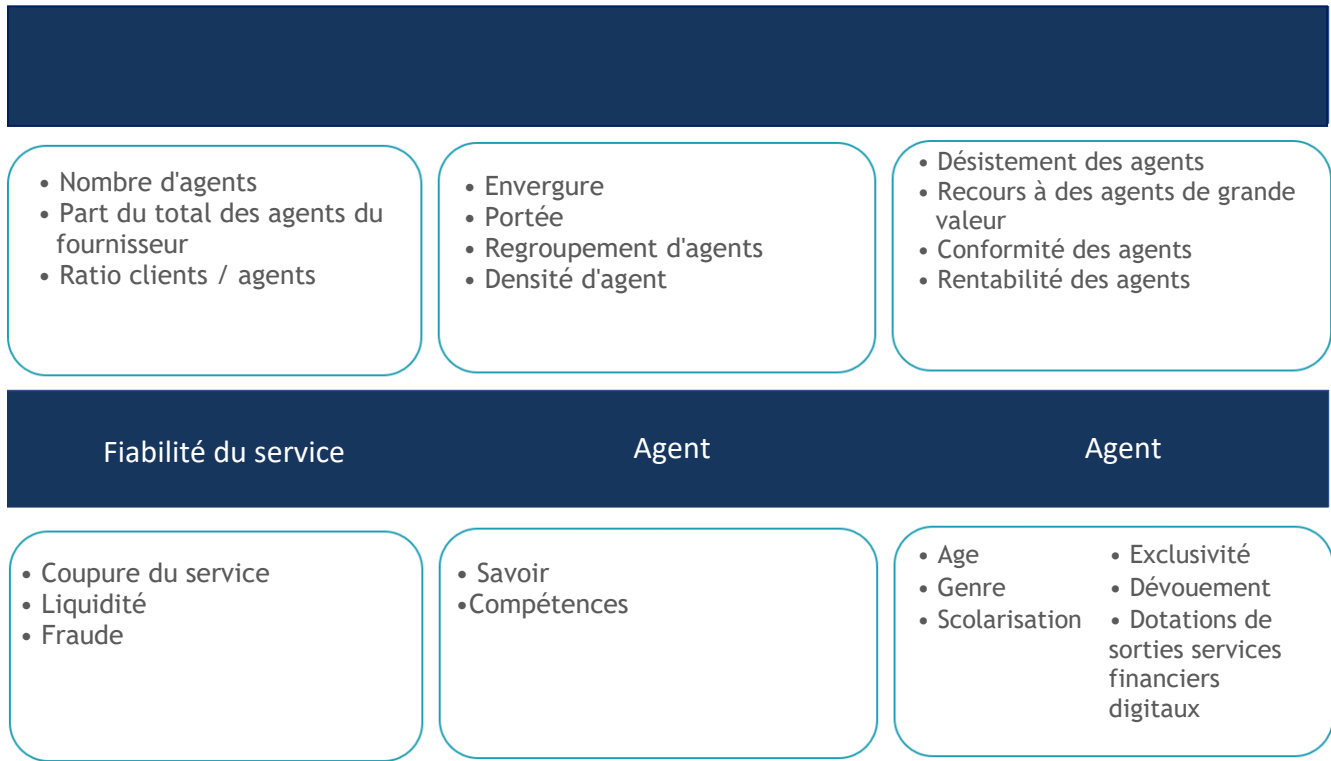 • Nombre d'agents
• Part du total des agents du
fournisseur
• Ratio clients / agents
• Envergure
• Portée
• Regroupement d'agents
• Densité d'agent
• Désistement des agents
• Recours à des agents de grande
valeur
• Conformité des agents
• Rentabilité des agents
Fiabilité du service
Agent
Agent
• Coupure du service
• Liquidité
• Fraude
• Savoir
•Compétences
• Age
• Genre
• Scolarisation
• Exclusivité
• Dévouement
• Dotations de
sorties services
financiers
digitaux